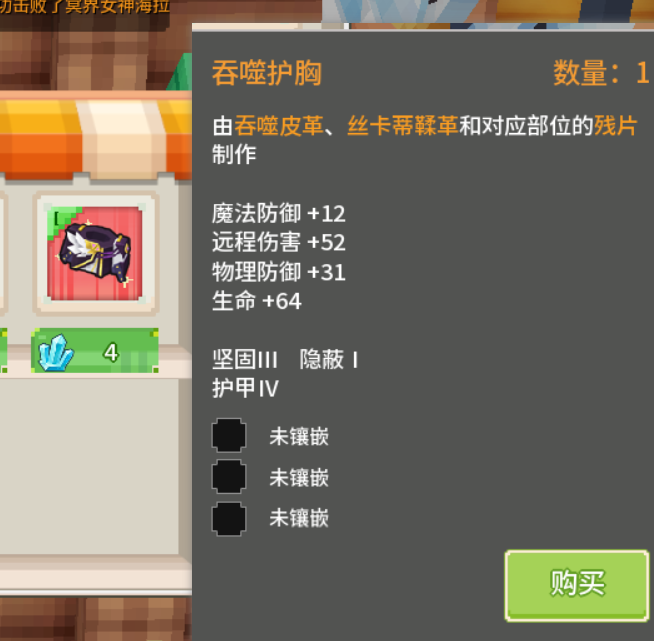 功击败了冥界女神海拉
吞噬护胸
数量：1
由吞噬皮革、丝卡蒂鞣革和对应部位的残片
制作
魔法防御 +12
远程伤害 +52
物理防御 +31
生命 +64
坚固III 隐蔽 I
护甲IV
I
4
未镶嵌
未镶嵌
未镶嵌
购买